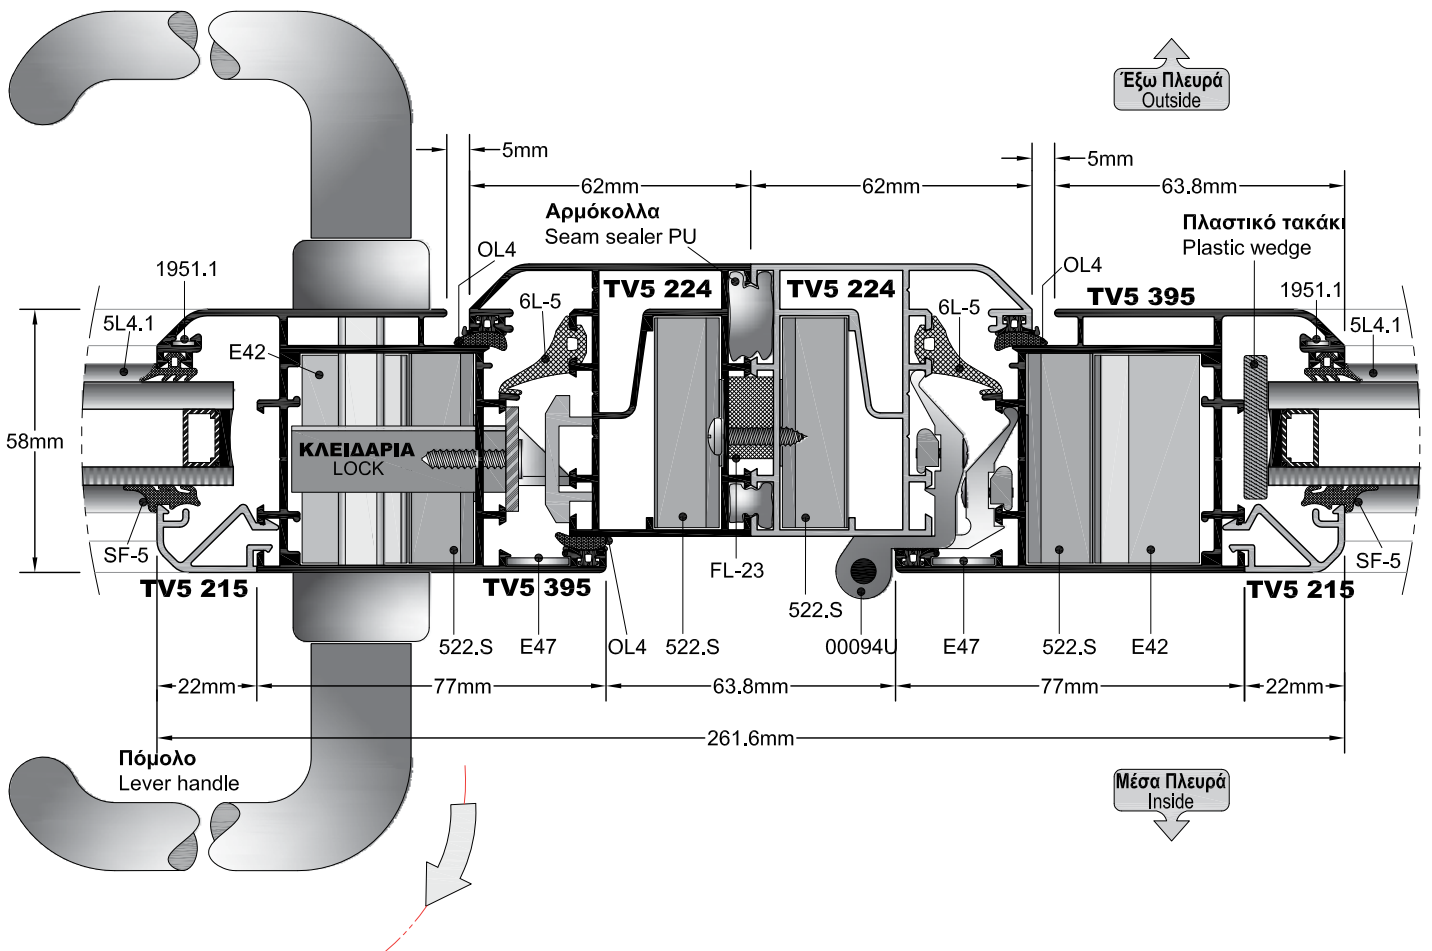 Έξω Πλευρά
Outside
5mm
5mm
62mm
62mm
63.8mm
Αρμόκολλα
Seam sealer PU
Πλαστικό τακάκι
Plastic wedge
OL4
OL4
1951.1
TV5 224
TV5 224
TV5 395
1951.1
6L-5
6L-5
5L4.1
5L4.1
E42
58mm
ΚΛΕΙΔΑΡΙΑ
LOCK
SF-5
SF-5
FL-23
TV5 215
TV5 395
TV5 215
522.S
522.S
E47
OL4
522.S
00094U
E47
522.S
E42
22mm
77mm
63.8mm
77mm
22mm
261.6mm
Πόμολο
Lever handle
Μέσα Πλευρά
Inside